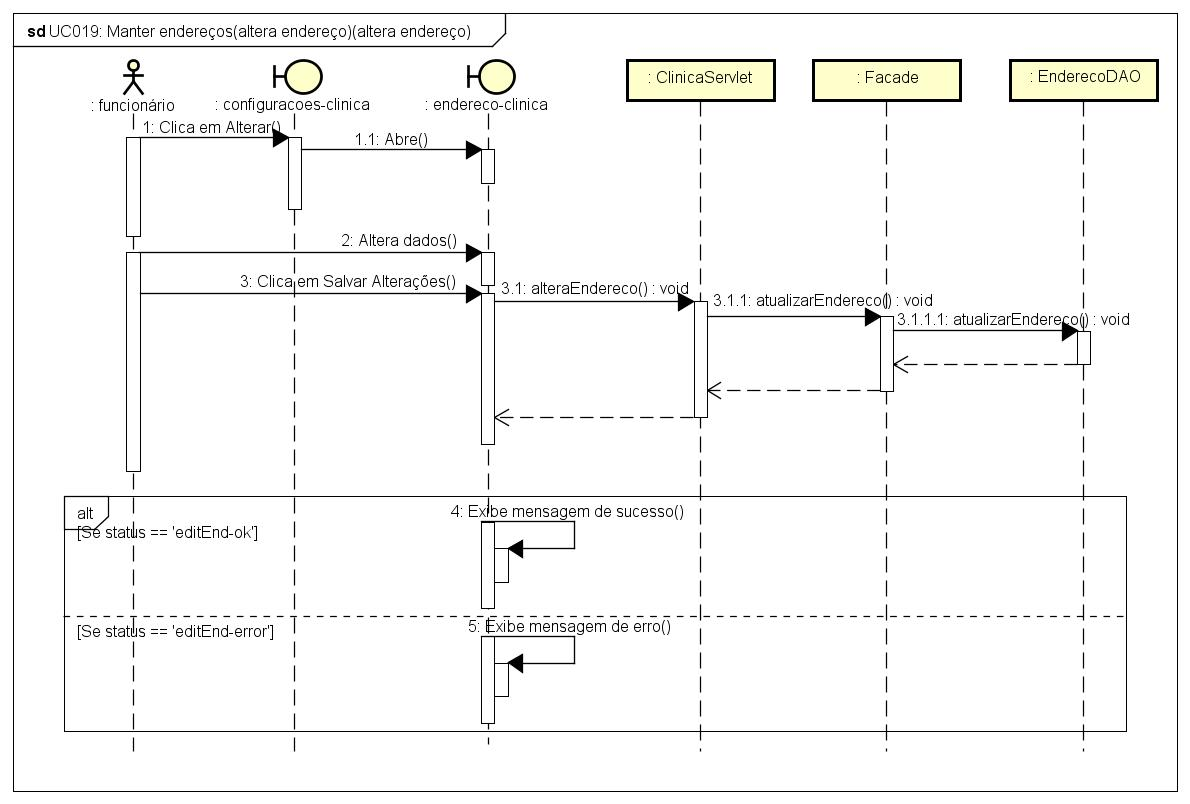 sd UC019: Manter endereços(altera endereço)(altera endereço)
: funcionário
: configuracoes-clinica
: endereco-clinica
: ClinicaServlet
: Facade
: EnderecoDAO
1: Clica em Alterar()
1.1: Abre()
2: Altera dados()
3: Clica em Salvar Alterações()
3.1: alteraEndereco() : void
3.1.1: atualizarEndereco() : void
3.1.1.1: atualizarEndereco() : void
alt
[Se status == 'editEnd-ok']
4: Exibe mensagem de sucesso()
[Se status == 'editEnd-error']
5: Exibe mensagem de erro()